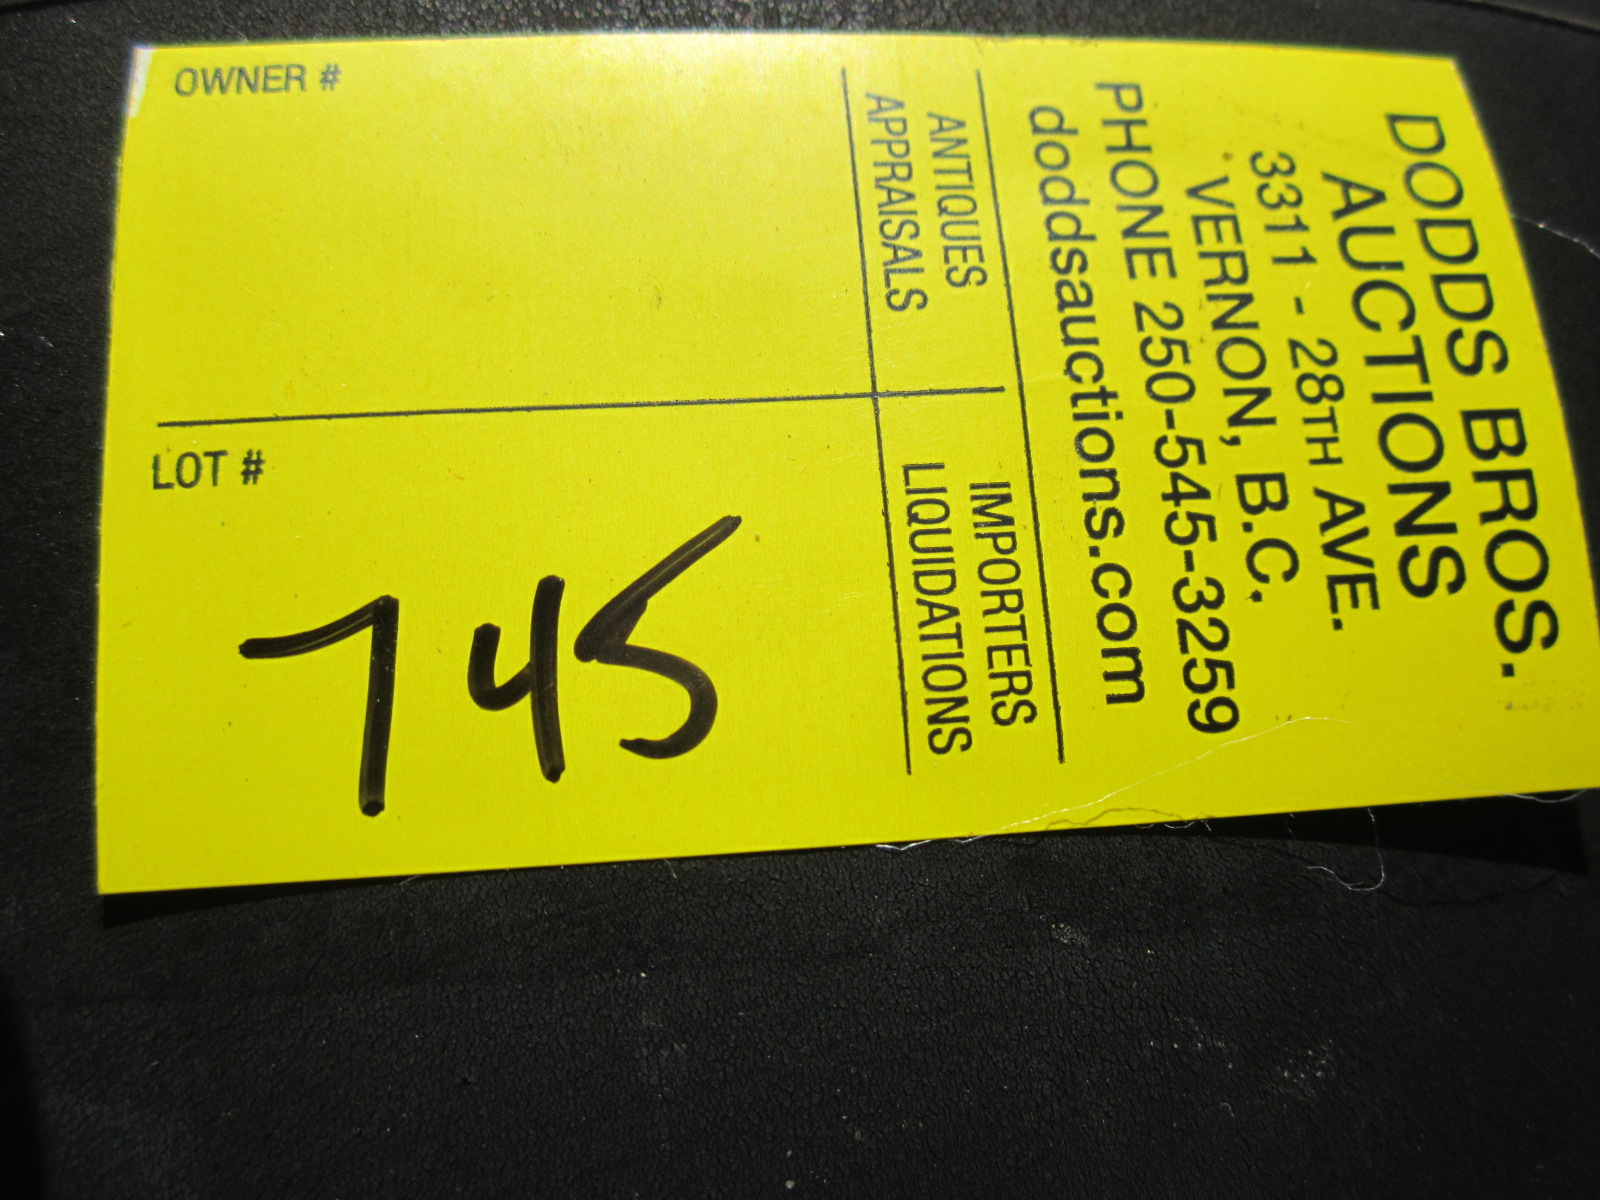 DODDS BROS.
AUCTIONS
3311 - 28TH AVE.
VERNON, B.C.
PHONE 250-545-3259
doddsauctions.com
ANTIQUES
APPRAISALS
IMPORTERS
LIQUIDATIONS
OWNER #
LOT #
745